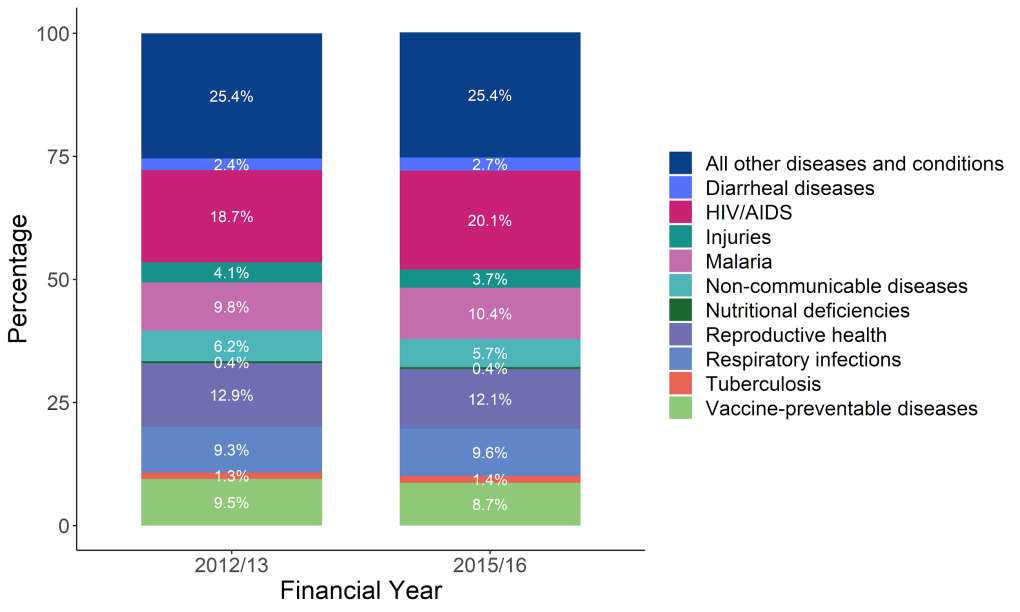 Percentage
100
75
50
25
0
25.4%
2.4%
18.7%
4.1%
9.8%
6.2%
0.4%
12.9%
9.3%
1.3%
9.5%
25.4%
2.7%
20.1%
3.7%
10.4%
5.7%
0.4%
12.1%
9.6%
1.4%
8.7%
2012/13 2015/16
Financial Year
All other diseases and conditions
Diarrheal diseases
HIV/AIDS
Injuries
Malaria
Non-communicable diseases
Nutritional deficiencies
Reproductive health
Respiratory infections
Tuberculosis
Vaccine-preventable diseases